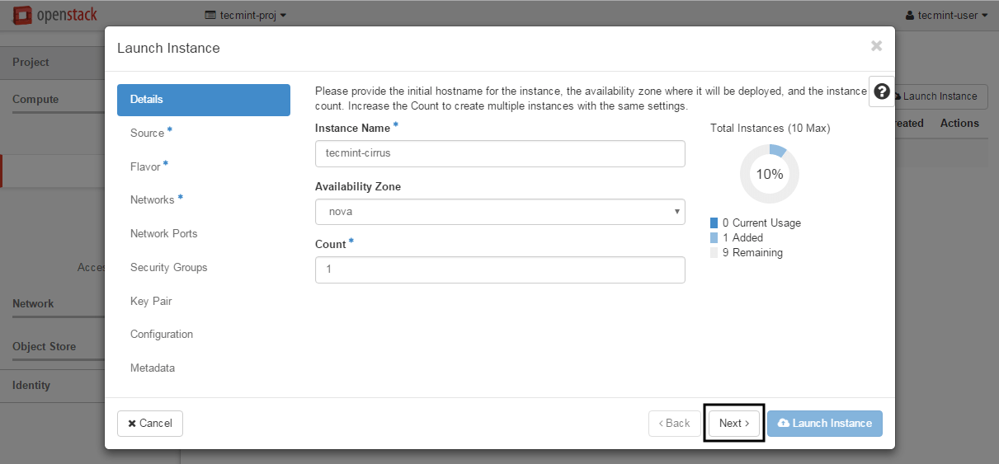 openstack
tecmint-proj
tecmint-user
Project
Compute
Acces
Network
Object Store
Identity
Launch Instance
reated Actions
Launch Instance
×
Details
Source *
Flavor *
Networks *
Network Ports
Security Groups
Key Pair
Configuration
Metadata
Please provide the initial hostname for the instance, the availability zone where it will be deployed, and the instance
count. Increase the Count to create multiple instances with the same settings.
?
Instance Name *
tecmint-cirrus
Availability Zone
nova
Count *
1
Total Instances (10 Max)
10%
0 Current Usage
1 Added
9 Remaining
× Cancel
‹ Back
Next ›
Launch Instance